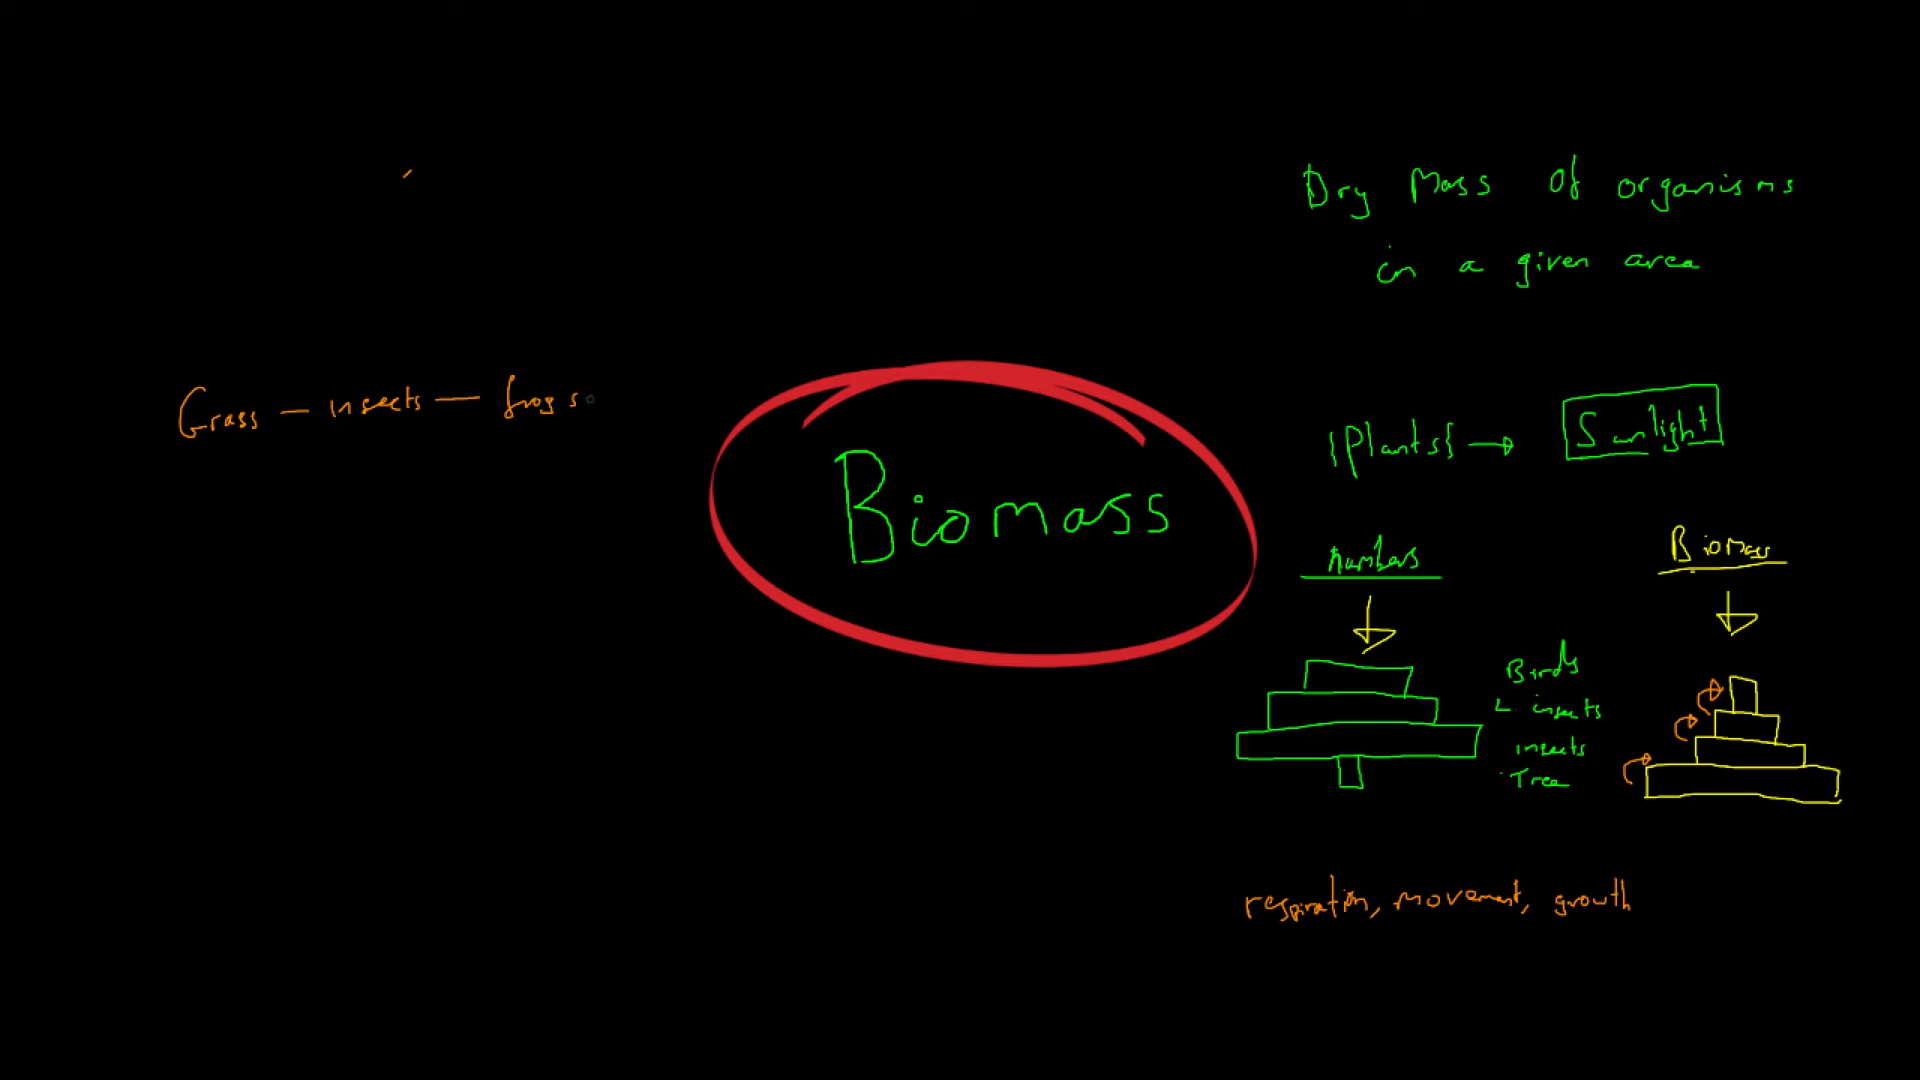 Dry Mass of organisms
in a given area
Grass — insects — frogs
{Plants} → Sunlight
Biomass
numbers
Biomass
Birds
2° insects
insects
Tree
respiration, movement, growth